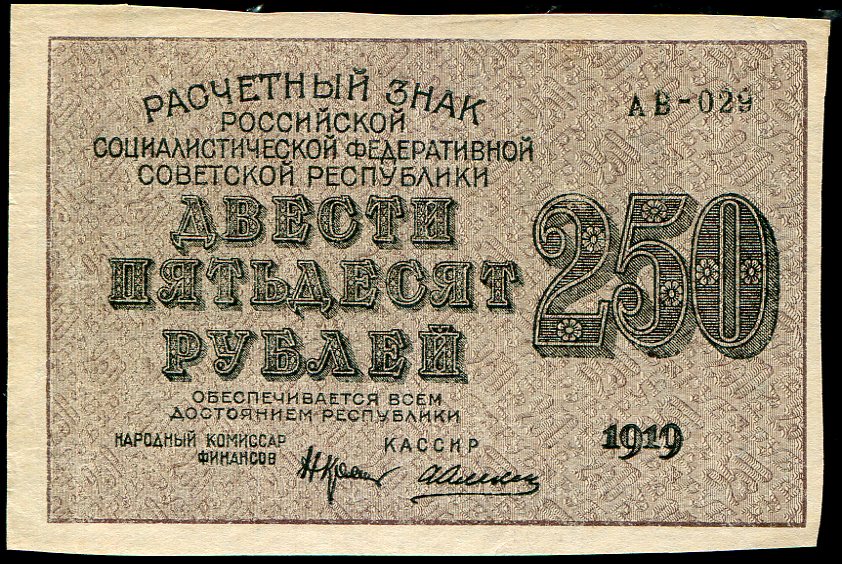 РАСЧЕТНЫЙ ЗНАК
РОССИЙСКОЙ
СОЦИАЛИСТИЧЕСКОЙ ФЕДЕРАТИВНОЙ
СОВЕТСКОЙ РЕСПУБЛИКИ
АВ-029
ДВЕСТИ
ПЯТЬДЕСЯТ
РУБЛЕЙ
250
ОБЕСПЕЧИВАЕТСЯ ВСЕМ
ДОСТОЯНИЕМ РЕСПУБЛИКИ
НАРОДНЫЙ КОМИССАР
ФИНАНСОВ
КАССИР
1919